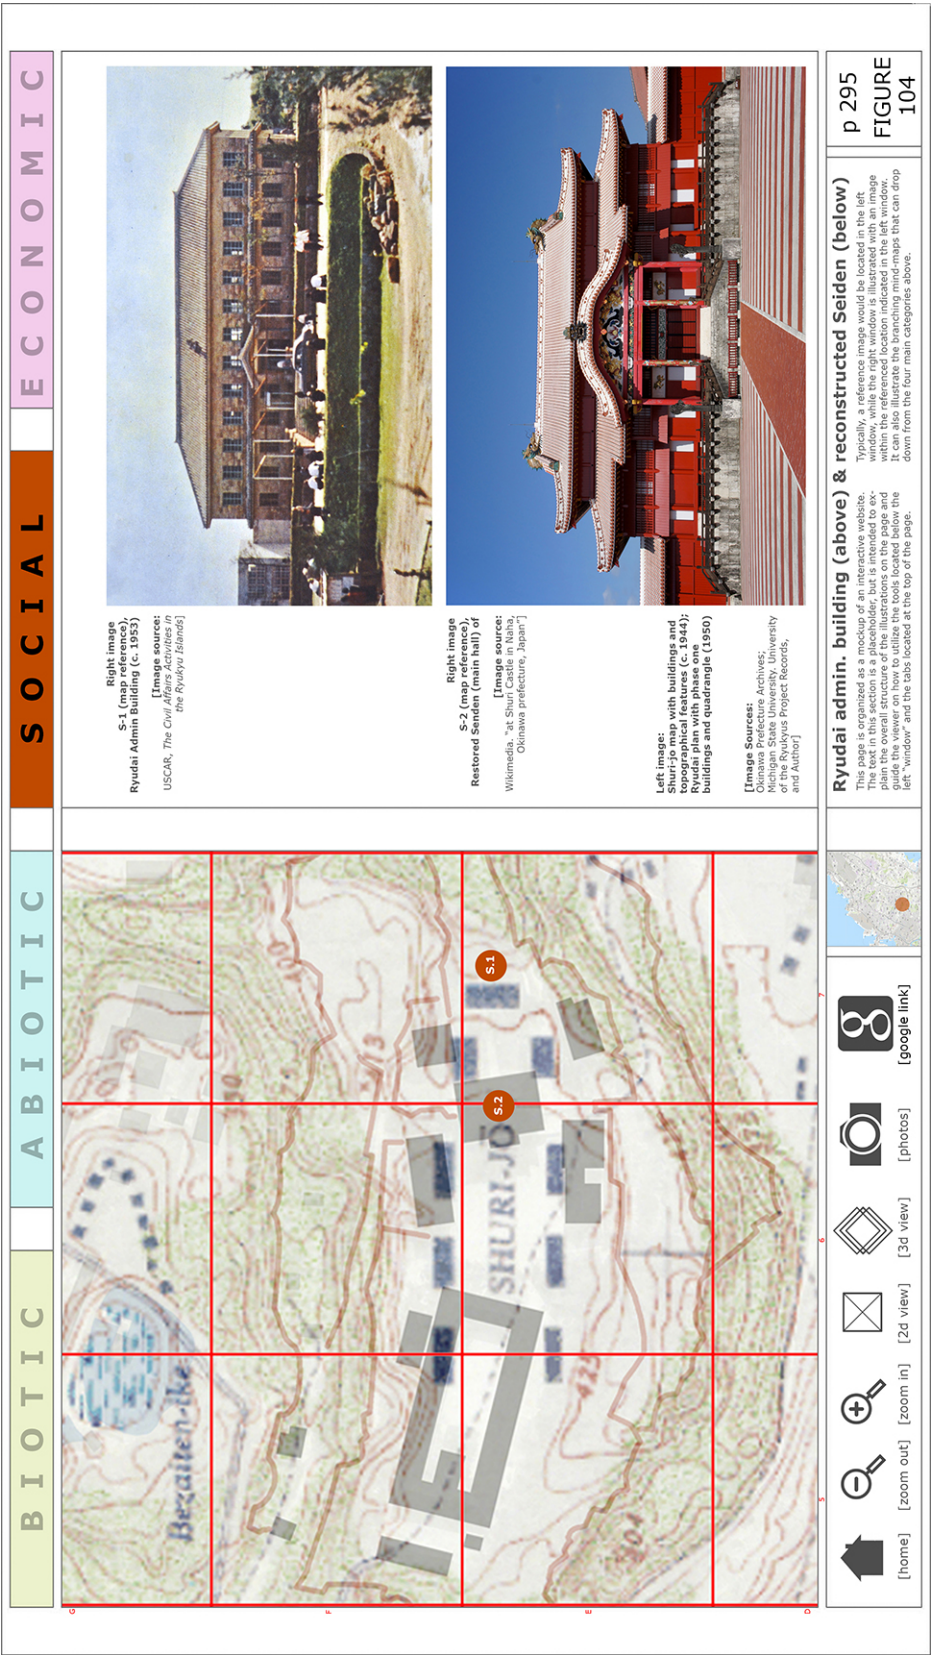 BIOTIC
ABIOTIC
SOCIAL
ECONOMIC
G
F
E
D
5
6
7
Bezaiten-ike
SHURI-JO
S.1
S.2
Right image
S-1 (map reference),
Ryudai Admin Building (c. 1953)
[Image source:
USCAR, The Civil Affairs Activities in
the Ryukyu Islands]
Right image
S-2 (map reference),
Restored Senden (main hall) of
[Image source:
Wikimedia. "at Shuri Castle in Naha,
Okinawa prefecture, Japan"]
Left image:
Shuri-jo map with buildings and
topographical features (c. 1944);
Ryudai plan with phase one
buildings and quadrangle (1950)
[Image Sources:
Okinawa Prefecture Archives;
Michigan State University. University
of the Ryukyus Project Records,
and Author]
[home]
[zoom out]
[zoom in]
[2d view]
[3d view]
[photos]
g
[google link]
Ryudai admin. building (above) & reconstructed Seiden (below)
This page is organized as a mockup of an interactive website.
The text in this section is a placeholder, but is intended to ex-
plain the overall structure of the illustrations on the page and
guide the viewer on how to utilize the tools located below the
left "window" and the tabs located at the top of the page.
Typically, a reference image would be located in the left
window, while the right window is illustrated with an image
within the referenced location indicated in the left window.
It can also illustrate the branching mind-maps that can drop
down from the four main categories above.
p 295
FIGURE
104